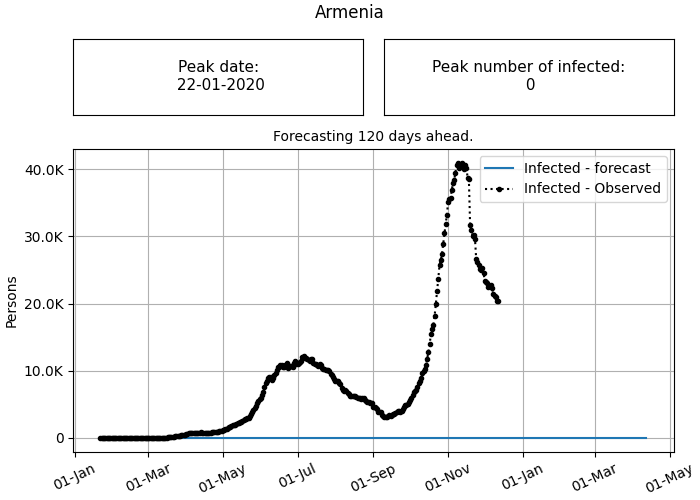 Armenia
Peak date:
22-01-2020
Peak number of infected:
0
Forecasting 120 days ahead.
Infected - forecast
Infected - Observed
Persons
40.0K
30.0K
20.0K
10.0K
0
01-Jan
01-Mar
01-May
01-Jul
01-Sep
01-Nov
01-Jan
01-Mar
01-May